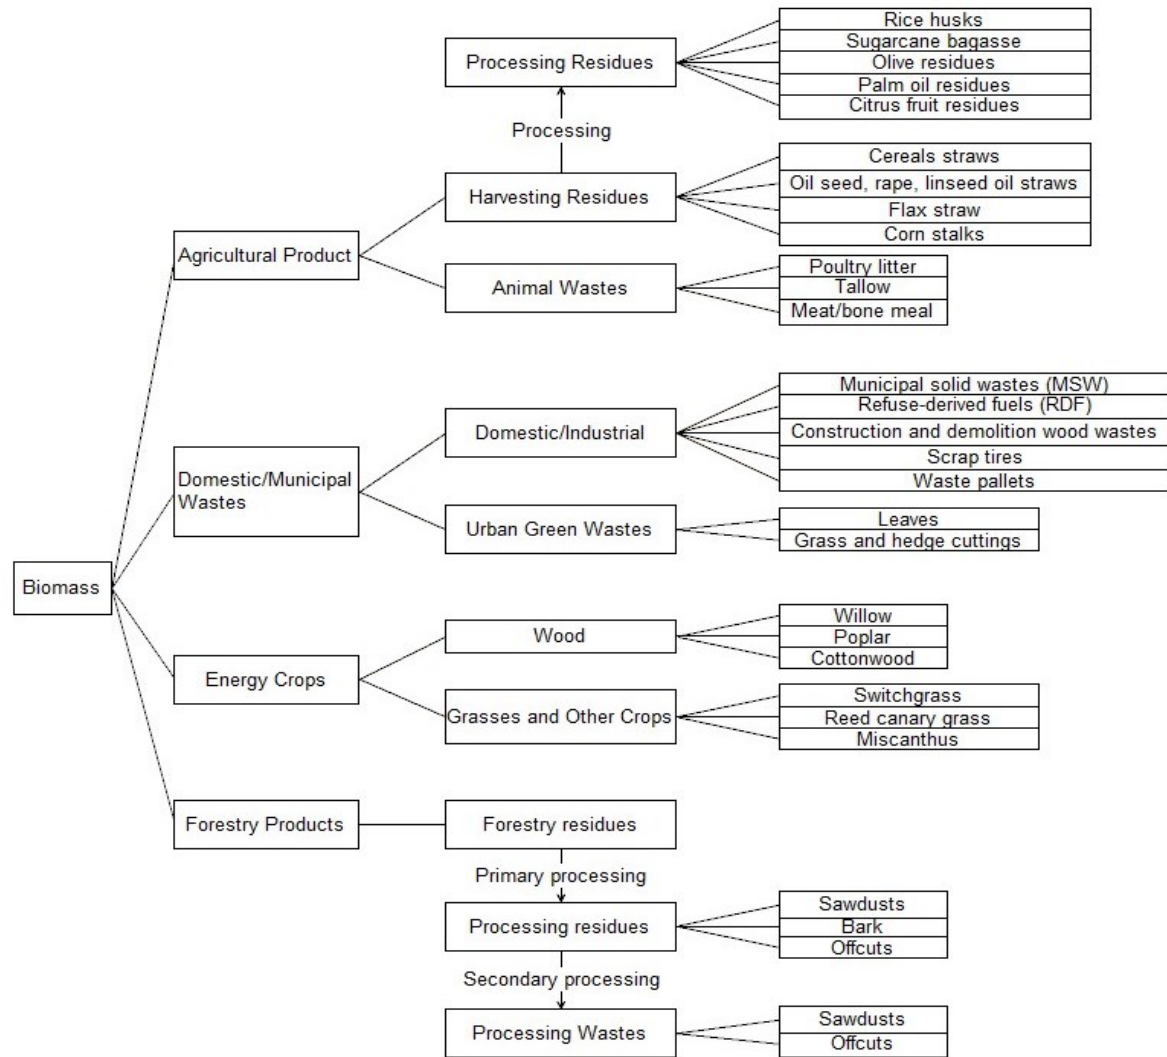 Rice husks
Sugarcane bagasse
Processing Residues
Olive residues
Palm oil residues
Citrus fruit residues
Processing
Cereals straws
Oil seed, rape, linseed oil straws
Harvesting Residues
Flax straw
Corn stalks
Agricultural Product
Poultry litter
Animal Wastes
Tallow
Meat/bone meal
Municipal solid wastes (MSW)
Refuse-derived fuels (RDF)
Domestic/Industrial
Construction and demolition wood wastes
Scrap tires
Waste pallets
Domestic/Municipal
Wastes
Urban Green Wastes
Leaves
Grass and hedge cuttings
Biomass
Willow
Wood
Poplar
Cottonwood
Energy Crops
Switchgrass
Grasses and Other Crops
Reed canary grass
Miscanthus
Forestry Products
Forestry residues
Primary processing
Sawdusts
Processing residues
Bark
Offcuts
Secondary processing
Sawdusts
Processing Wastes
Offcuts